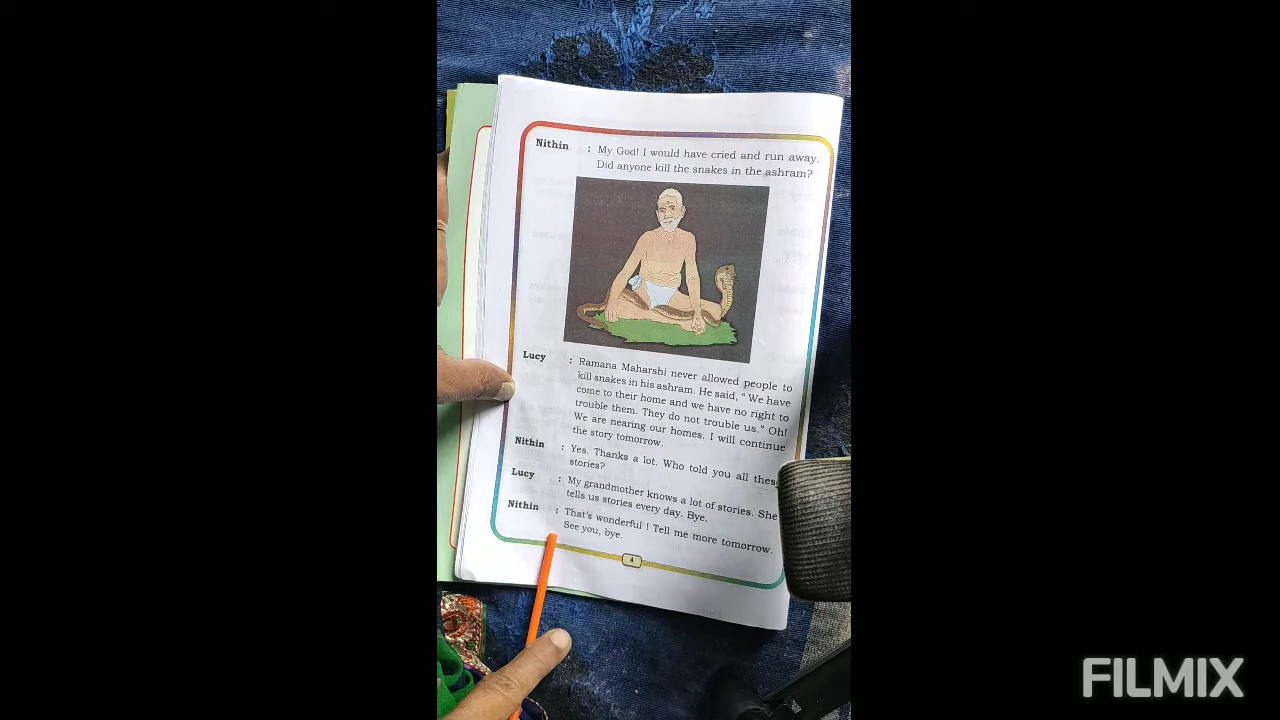 Nithin : My God! I would have cried and run away.
Did anyone kill the snakes in the ashram?
Lucy : Ramana Maharshi never allowed people to
kill snakes in his ashram. He said, " We have
come to their home and we have no right to
trouble them. They do not trouble us." Oh!
We are nearing our homes. I will continue
the story tomorrow.
Nithin : Yes. Thanks a lot. Who told you all these
stories?
Lucy : My grandmother knows a lot of stories. She
tells us stories every day. Bye.
Nithin : That's wonderful ! Tell me more tomorrow.
See you, bye.
4
FILMIX